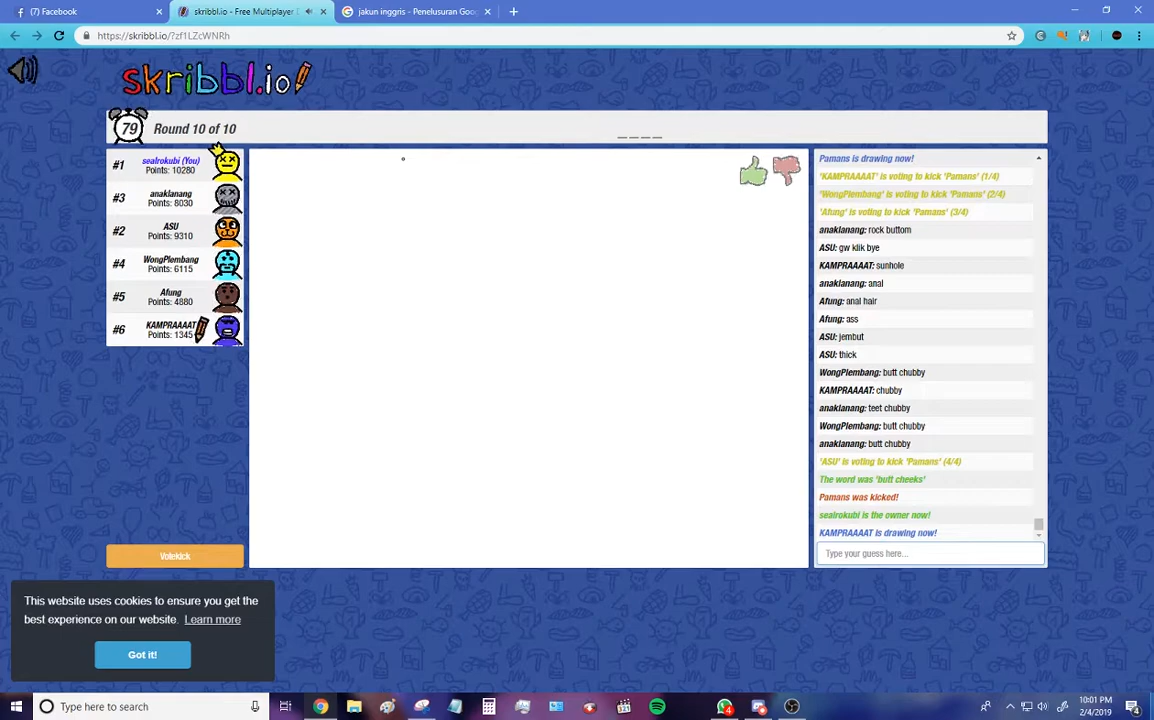 (7) Facebook
skribbl.io - Free Multiplayer
jakun inggris - Penelusuran Goo
https://skribbl.io/?zf1LZcWNRh
skribbl.io
79
Round 10 of 10
_ _ _ _
#1
sealrokubi (You)
Points: 10280
#3
anaklanang
Points: 8030
#2
ASU
Points: 9310
#4
WongPlembang
Points: 6115
#5
Afung
Points: 4880
#6
KAMPRAAAAT
Points: 1345
Votekick
Pamans is drawing now!
'KAMPRAAAAT' is voting to kick 'Pamans' (1/4)
'WongPlembang' is voting to kick 'Pamans' (2/4)
'Afung' is voting to kick 'Pamans' (3/4)
anaklanang: rock buttom
ASU: gw klik bye
KAMPRAAAAT: sunhole
anaklanang: anal
Afung: anal hair
Afung: ass
ASU: jembut
ASU: thick
WongPlembang: butt chubby
KAMPRAAAAT: chubby
anaklanang: teet chubby
WongPlembang: butt chubby
anaklanang: butt chubby
'ASU' is voting to kick 'Pamans' (4/4)
The word was 'butt cheeks'
Pamans was kicked!
sealrokubi is the owner now!
KAMPRAAAAT is drawing now!
Type your guess here...
This website uses cookies to ensure you get the
best experience on our website. Learn more
Got it!
Type here to search
4
10:01 PM
2/4/2019